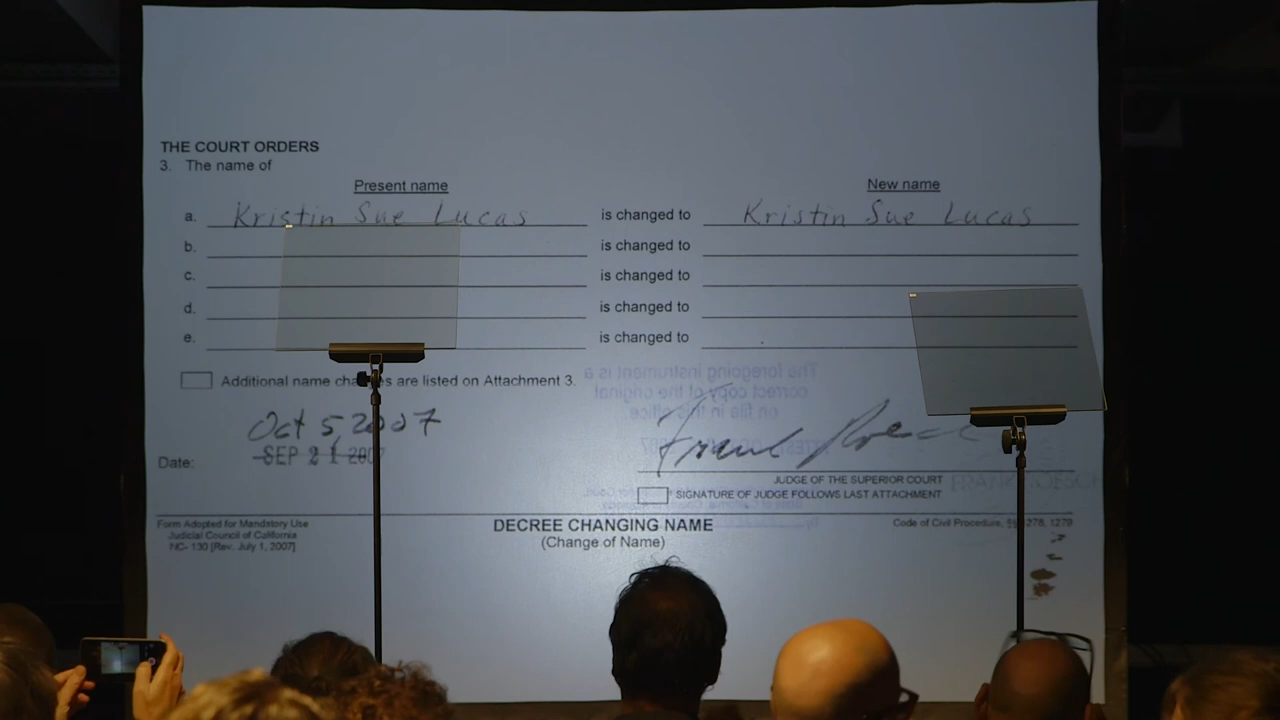 THE COURT ORDERS
3. The name of
Present name
New name
a. Kristin Sue Lucas is changed to Kristin Sue Lucas
b. is changed to
c. is changed to
d. is changed to
e. is changed to
Additional name changes are listed on Attachment 3.
The foregoing instrument is a
correct copy of the original
on file in this office.
Oct 5 2007
Date: SEP 21 2007
JUDGE OF THE SUPERIOR COURT
SIGNATURE OF JUDGE FOLLOWS LAST ATTACHMENT
Form Adopted for Mandatory Use
Judicial Council of California
NC-130 [Rev. July 1, 2007]
DECREE CHANGING NAME
(Change of Name)
Code of Civil Procedure, §§ 1278, 1279